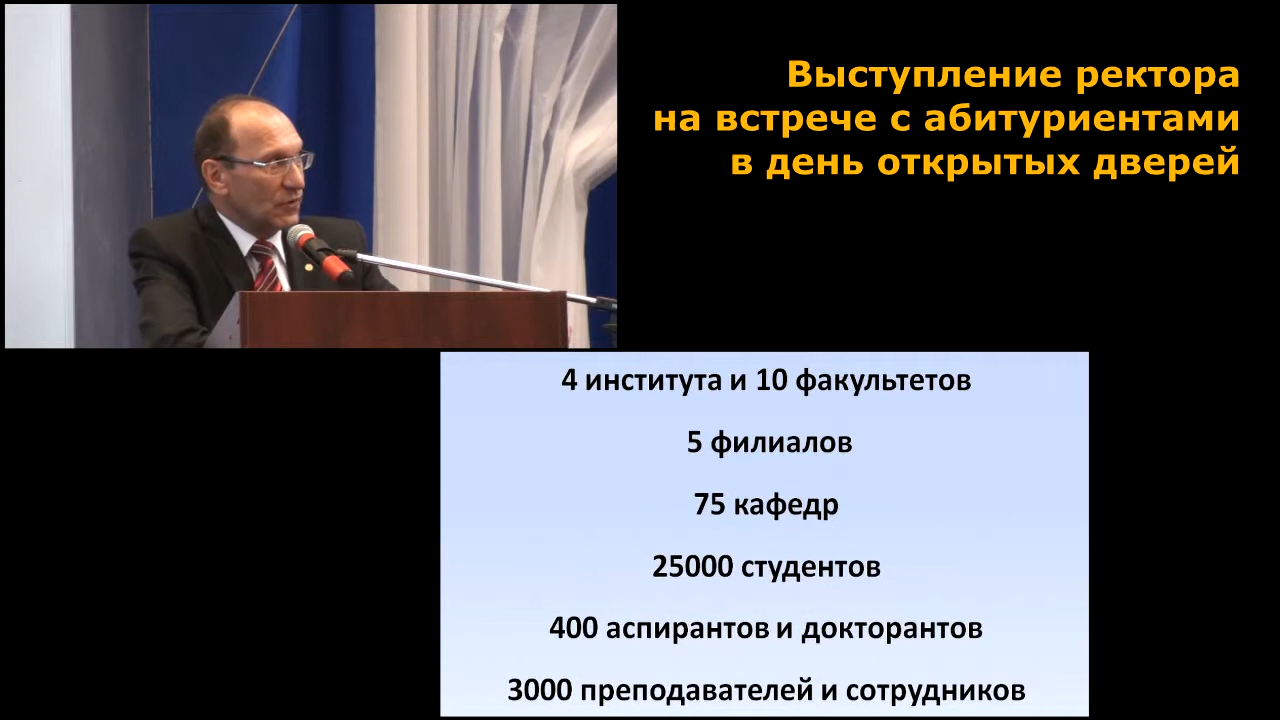 Выступление ректора
на встрече с абитуриентами
в день открытых дверей
4 института и 10 факультетов
5 филиалов
75 кафедр
25000 студентов
400 аспирантов и докторантов
3000 преподавателей и сотрудников